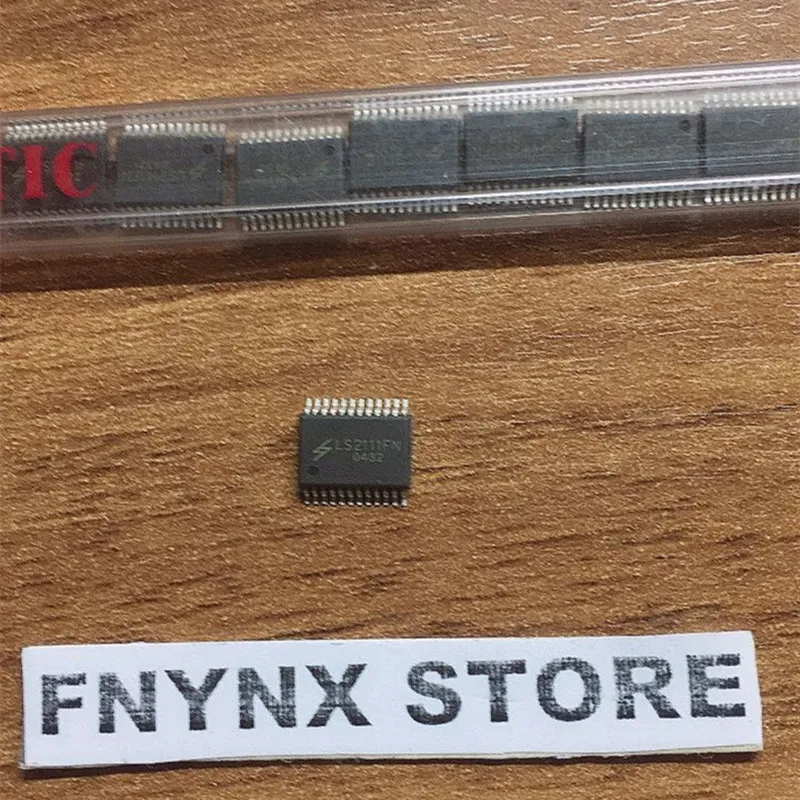 TIC
LS2111FN
0432
FNYNX STORE